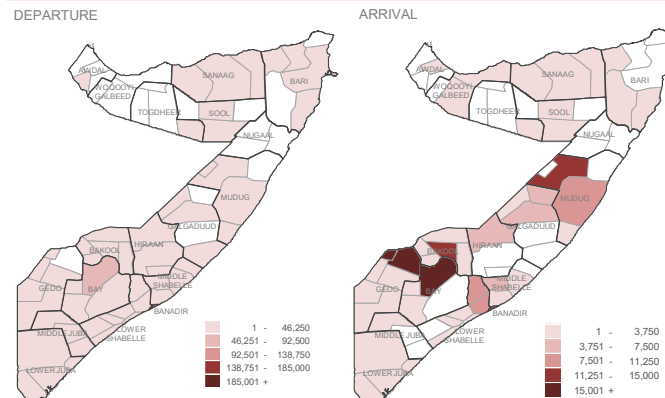 DEPARTURE
AWDAL
WOQOOYI
GALBEED
TOGDHEER
SANAAG
SOOL
BARI
NUGAAL
MUDUG
GALGADUUD
HIRAAN
BAKOOL
GEDO
BAY
MIDDLE
SHABELLE
BANADIR
LOWER
SHABELLE
MIDDLE JUBA
LOWER JUBA
1 - 46,250
46,251 - 92,500
92,501 - 138,750
138,751 - 185,000
185,001 +
ARRIVAL
AWDAL
WOQOOYI
GALBEED
TOGDHEER
SANAAG
SOOL
BARI
NUGAAL
MUDUG
GALGADUUD
HIRAAN
BAKOOL
GEDO
BAY
MIDDLE
SHABELLE
BANADIR
LOWER
SHABELLE
MIDDLE JUBA
LOWER JUBA
1 - 3,750
3,751 - 7,500
7,501 - 11,250
11,251 - 15,000
15,001 +